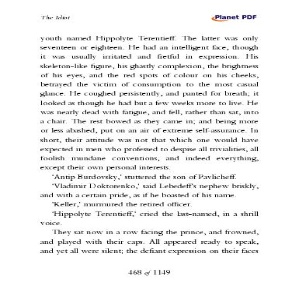 The Idiot
Planet PDF
youth named Hippolyte Terentieff. The latter was only
seventeen or eighteen. He had an intelligent face, though
it was usually irritated and fretful in expression. His
skeleton-like figure, his ghastly complexion, the brightness
of his eyes, and the red spots of colour on his cheeks,
betrayed the victim of consumption to the most casual
glance. He coughed persistently, and panted for breath; it
looked as though he had but a few weeks more to live. He
was nearly dead with fatigue, and fell, rather than sat, into
a chair. The rest bowed as they came in; and being more
or less abashed, put on an air of extreme self-assurance. In
short, their attitude was not that which one would have
expected in men who professed to despise all trivialities, all
foolish mundane conventions, and indeed everything,
except their own personal interests.
‘Antip Burdovsky,’ stuttered the son of Pavlicheff.
‘Vladimir Doktorenko,’ said Lebedeff’s nephew briskly,
and with a certain pride, as if he boasted of his name.
‘Keller,’ murmured the retired officer.
‘Hippolyte Terentieff,’ cried the last-named, in a shrill
voice.
They sat now in a row facing the prince, and frowned,
and played with their caps. All appeared ready to speak,
and yet all were silent; the defiant expression on their faces
468 of 1149